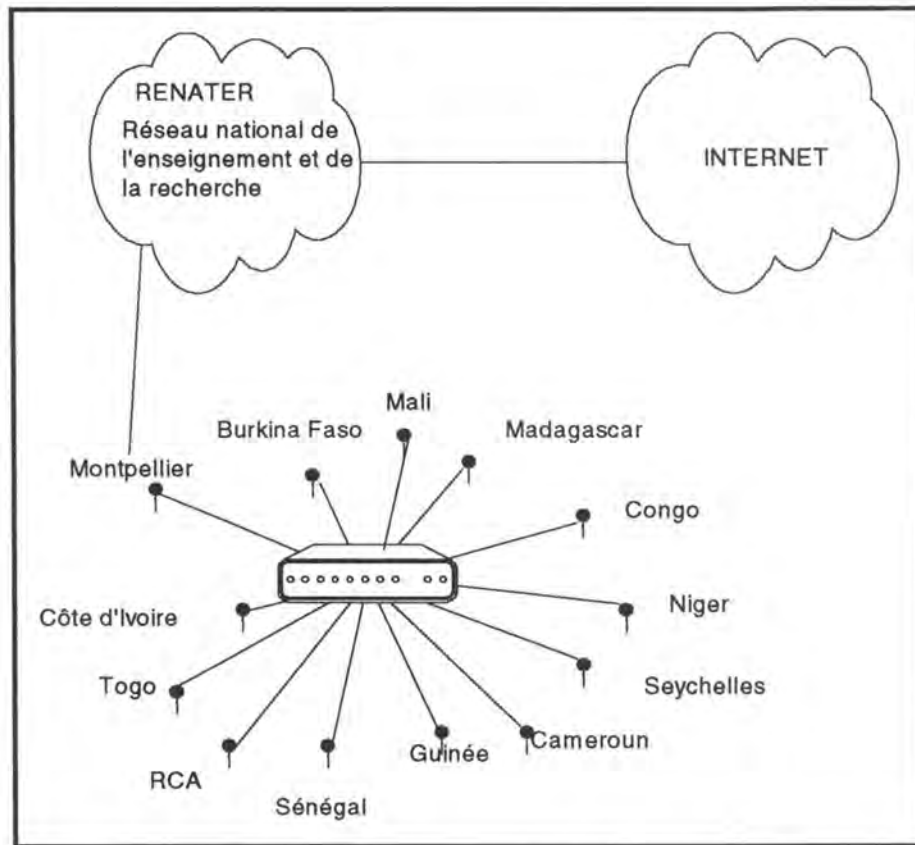 RENATER
Réseau national de
l'enseignement et de
la recherche
INTERNET
Mali
Burkina Faso
Madagascar
Montpellier
Congo
Côte d'Ivoire
Niger
Togo
Seychelles
RCA
Sénégal
Guinée
Cameroun